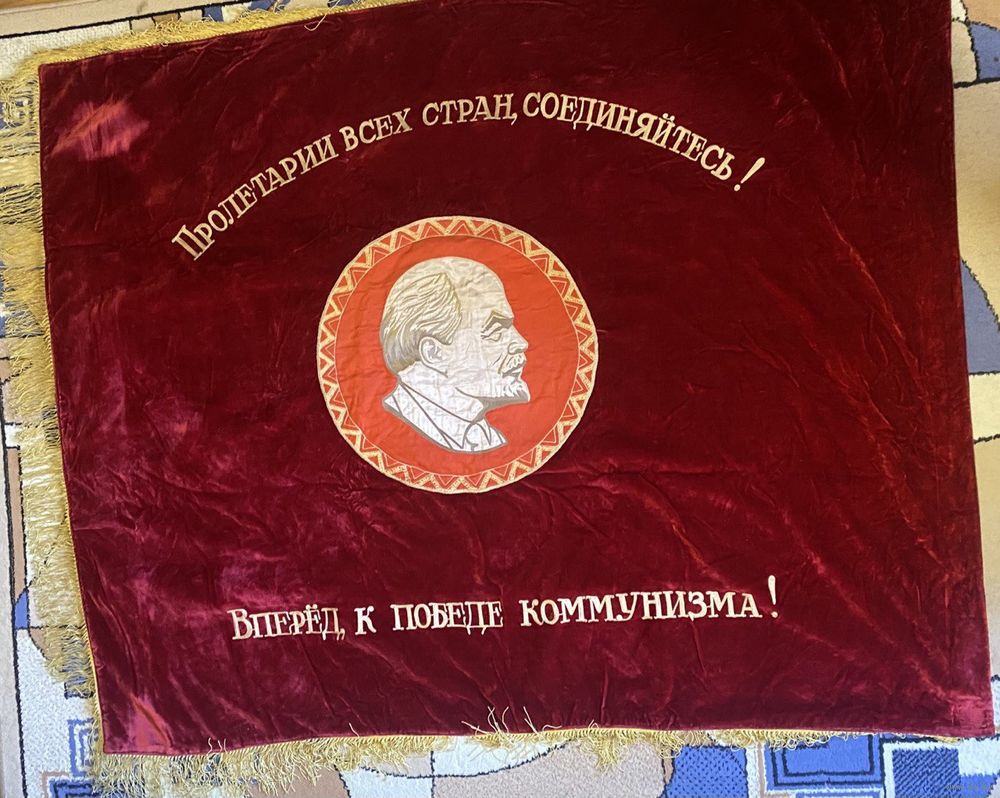 Пролетарии всех стран, соединяйтесь!
Вперёд, к победе коммунизма!